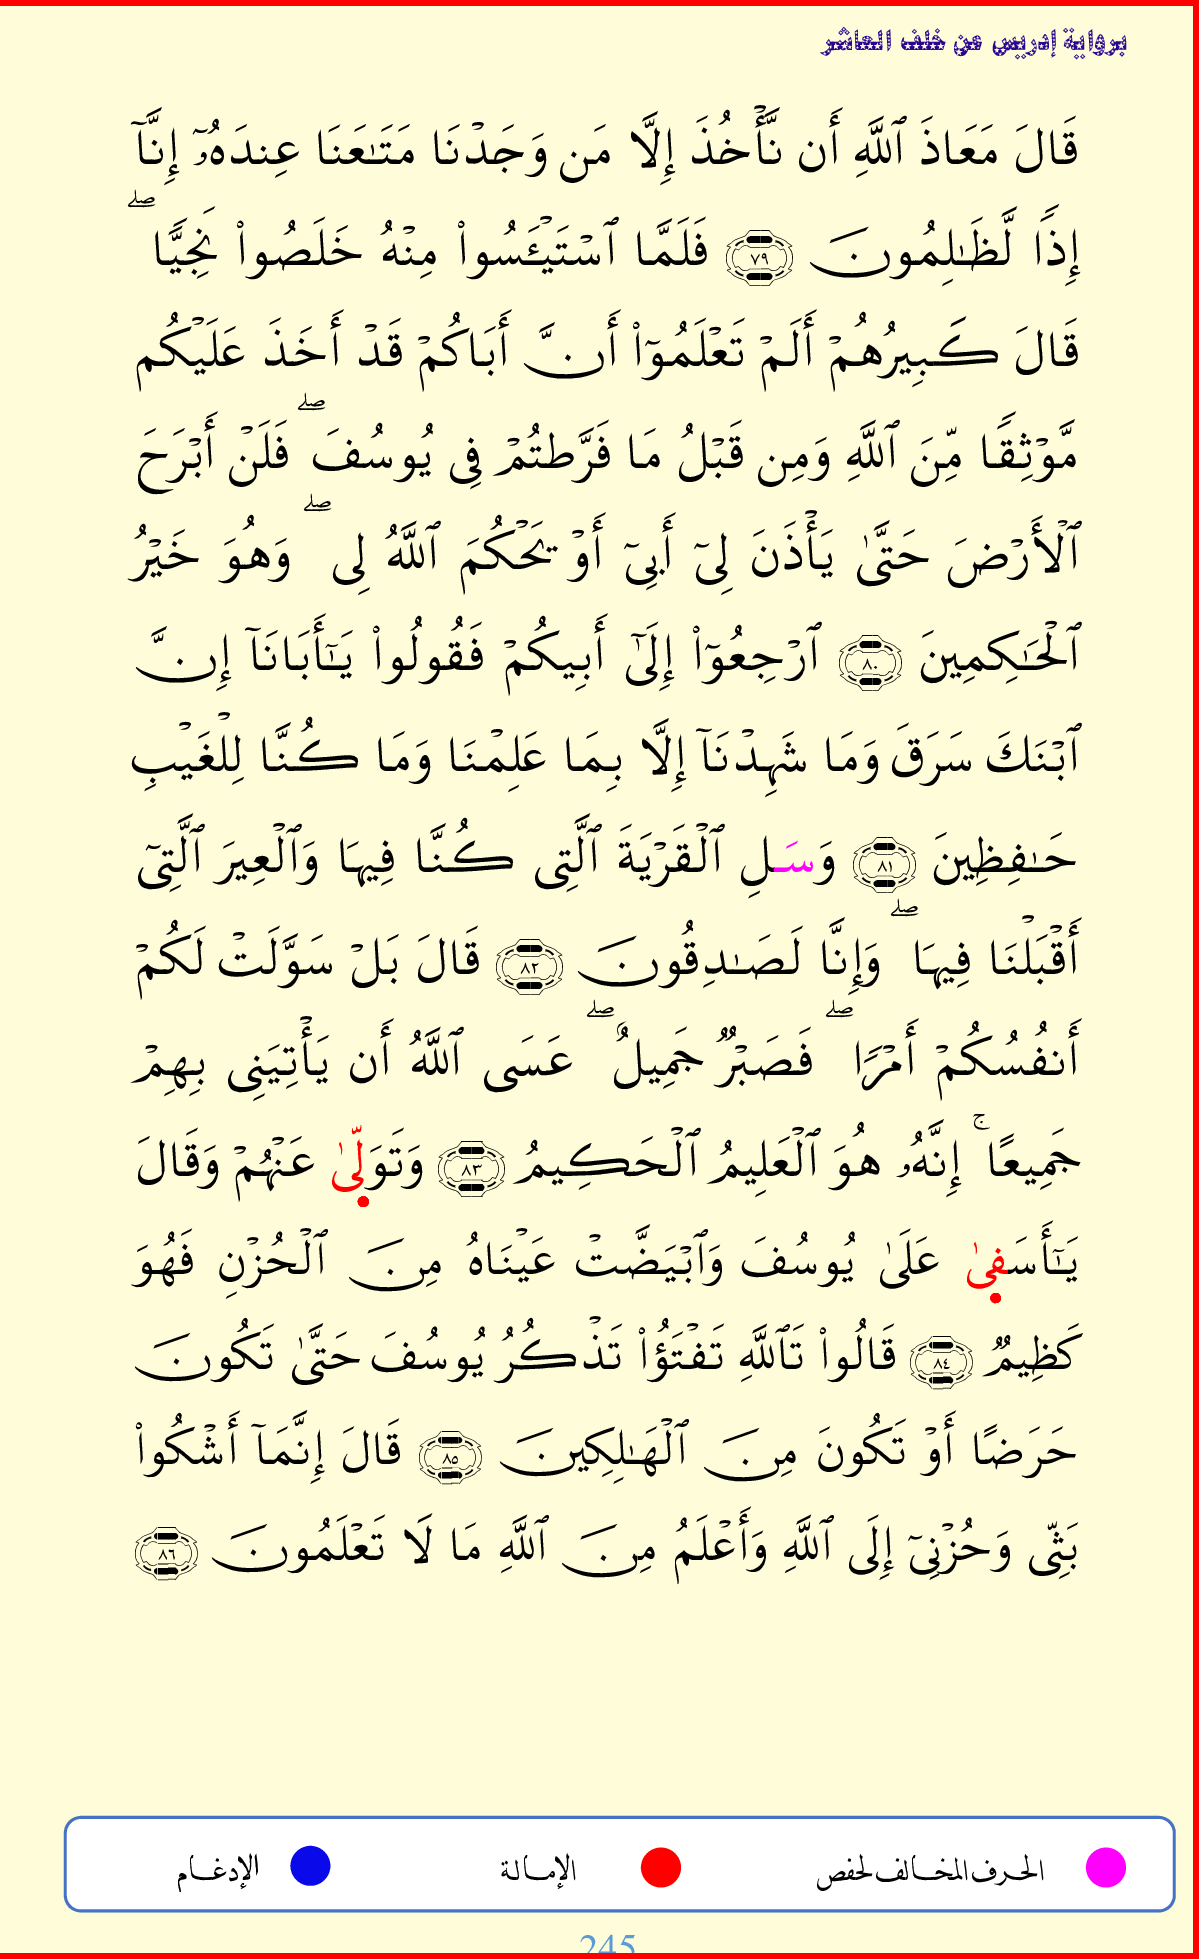 برواية إدريس عن خلف العاشر
قَالَ مَعَاذَ ٱللَّهِ أَن نَّأْخُذَ إِلَّا مَن وَجَدْنَا مَتَـٰعَنَا عِندَهُۥٓ إِنَّآ
إِذًا لَّظَـٰلِمُونَ ٧٩ فَلَمَّا ٱسْتَيْـَٔسُوا۟ مِنْهُ خَلَصُوا۟ نَجِيًّا ۖ
قَالَ كَبِيرُهُمْ أَلَمْ تَعْلَمُوٓا۟ أَنَّ أَبَاكُمْ قَدْ أَخَذَ عَلَيْكُم
مَّوْثِقًا مِّنَ ٱللَّهِ وَمِن قَبْلُ مَا فَرَّطتُمْ فِى يُوسُفَ ۖ فَلَنْ أَبْرَحَ
ٱلْأَرْضَ حَتَّىٰ يَأْذَنَ لِىٓ أَبِىٓ أَوْ يَحْكُمَ ٱللَّهُ لِى ۖ وَهُوَ خَيْرُ
ٱلْحَـٰكِمِينَ ٨٠ ٱرْجِعُوٓا۟ إِلَىٰٓ أَبِيكُمْ فَقُولُوا۟ يَـٰٓأَبَانَآ إِنَّ
ٱبْنَكَ سَرَقَ وَمَا شَهِدْنَآ إِلَّا بِمَا عَلِمْنَا وَمَا كُنَّا لِلْغَيْبِ
حَـٰفِظِينَ ٨١ وَسَـلِ ٱلْقَرْيَةَ ٱلَّتِى كُنَّا فِيهَا وَٱلْعِيرَ ٱلَّتِىٓ
أَقْبَلْنَا فِيهَا ۖ وَإِنَّا لَصَـٰدِقُونَ ٨٢ قَالَ بَلْ سَوَّلَتْ لَكُمْ
أَنفُسُكُمْ أَمْرًا ۖ فَصَبْرٌ جَمِيلٌ ۖ عَسَى ٱللَّهُ أَن يَأْتِيَنِى بِهِمْ
جَمِيعًا ۚ إِنَّهُۥ هُوَ ٱلْعَلِيمُ ٱلْحَكِيمُ ٨٣ وَتَوَلَّىٰ عَنْهُمْ وَقَالَ
يَـٰٓأَسَفِىٰ عَلَىٰ يُوسُفَ وَٱبْيَضَّتْ عَيْنَاهُ مِنَ ٱلْحُزْنِ فَهُوَ
كَظِيمٌ ٨٤ قَالُوا۟ تَٱللَّهِ تَفْتَؤُا۟ تَذْكُرُ يُوسُفَ حَتَّىٰ تَكُونَ
حَرَضًا أَوْ تَكُونَ مِنَ ٱلْهَـٰلِكِينَ ٨٥ قَالَ إِنَّمَآ أَشْكُوا۟
بَثِّى وَحُزْنِىٓ إِلَى ٱللَّهِ وَأَعْلَمُ مِنَ ٱللَّهِ مَا لَا تَعْلَمُونَ ٨٦
الحرف المخالف لحفص الإمالة الإدغام
245